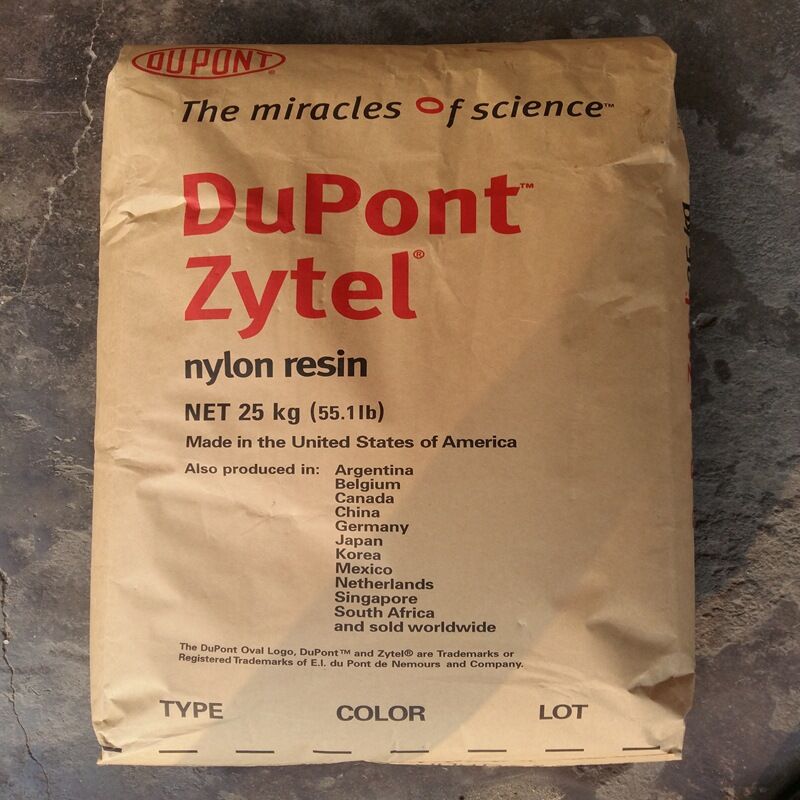 DUPONT®
The miracles of science™
DuPont™
Zytel®
nylon resin
NET 25 kg (55.1lb)
Made in the United States of America
Also produced in: Argentina
Belgium
Canada
China
Germany
Japan
Korea
Mexico
Netherlands
Singapore
South Africa
and sold worldwide
The DuPont Oval Logo, DuPont™ and Zytel® are Trademarks or
Registered Trademarks of E.I. du Pont de Nemours and Company.
TYPE COLOR LOT